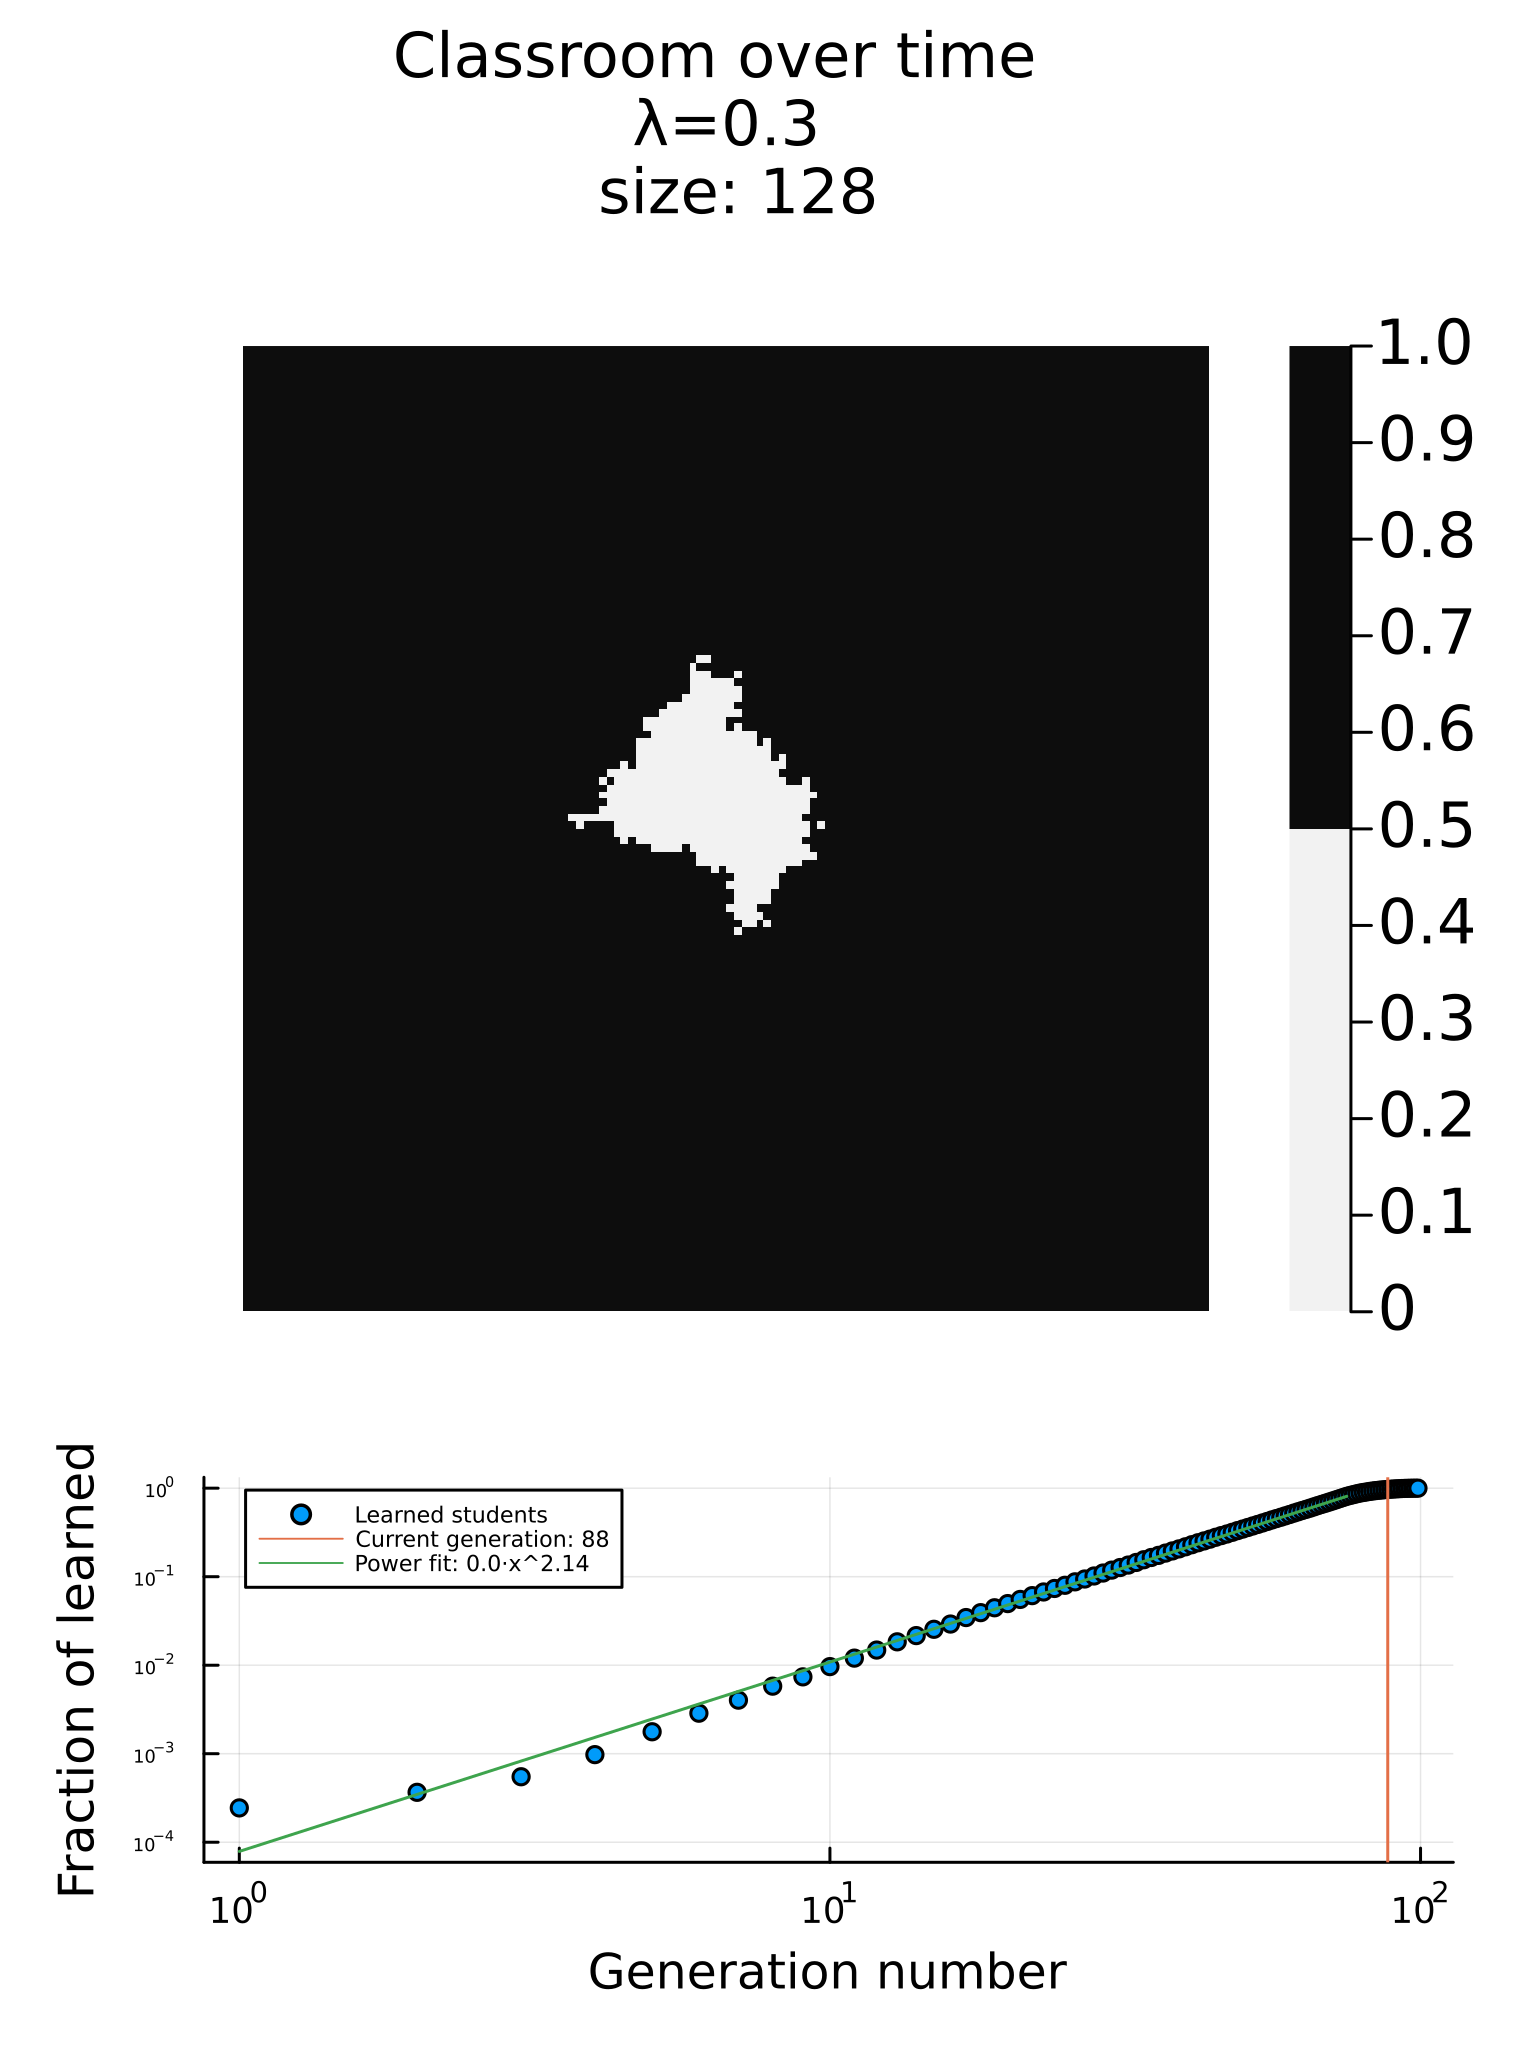 Classroom over time
λ=0.3
size: 128
1.0
0.9
0.8
0.7
0.6
0.5
0.4
0.3
0.2
0.1
0
Fraction of learned
10^0
10^-1
10^-2
10^-3
10^-4
Learned students
Current generation: 88
Power fit: 0.0·x^2.14
10^0 10^1 10^2
Generation number